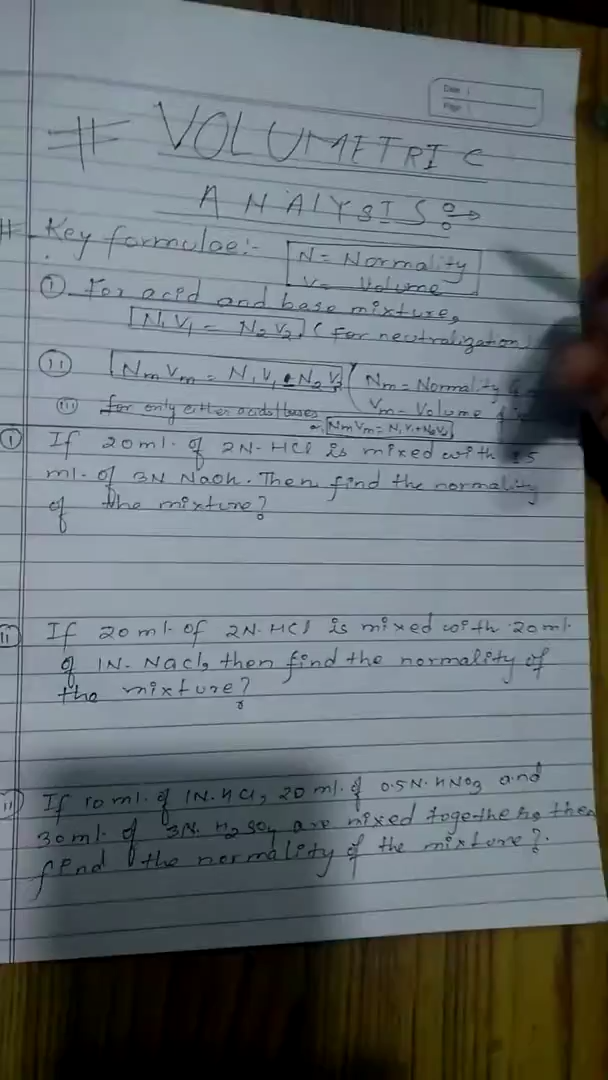 Date :
Page :
# VOLUMETRIC
ANALYSIS:→
# Key formulae:- N = Normality
V = Volume
(i) For acid and base mixture,
N1V1 = N2V2 (for neutralization
(ii) NmVm = N1V1 N2V2 (Nm = Normality
Vm = Volume
(iii) for only either acids/bases NmVm = N1V1+N2V2
(i) If 20ml. of 2N-HCl is mixed with 15
ml. of 3N NaOh. Then find the normality
of the mixture?
(ii) If 20ml. of 2N.HCl is mixed with 20ml.
of 1N. NaCl, then find the normality of
the mixture?
If 10ml. of 1N.HCl, 20ml. of 0.5N.HNO3 and
30ml. of 3N. H2SO4 are mixed together, then
find the normality of the mixture?